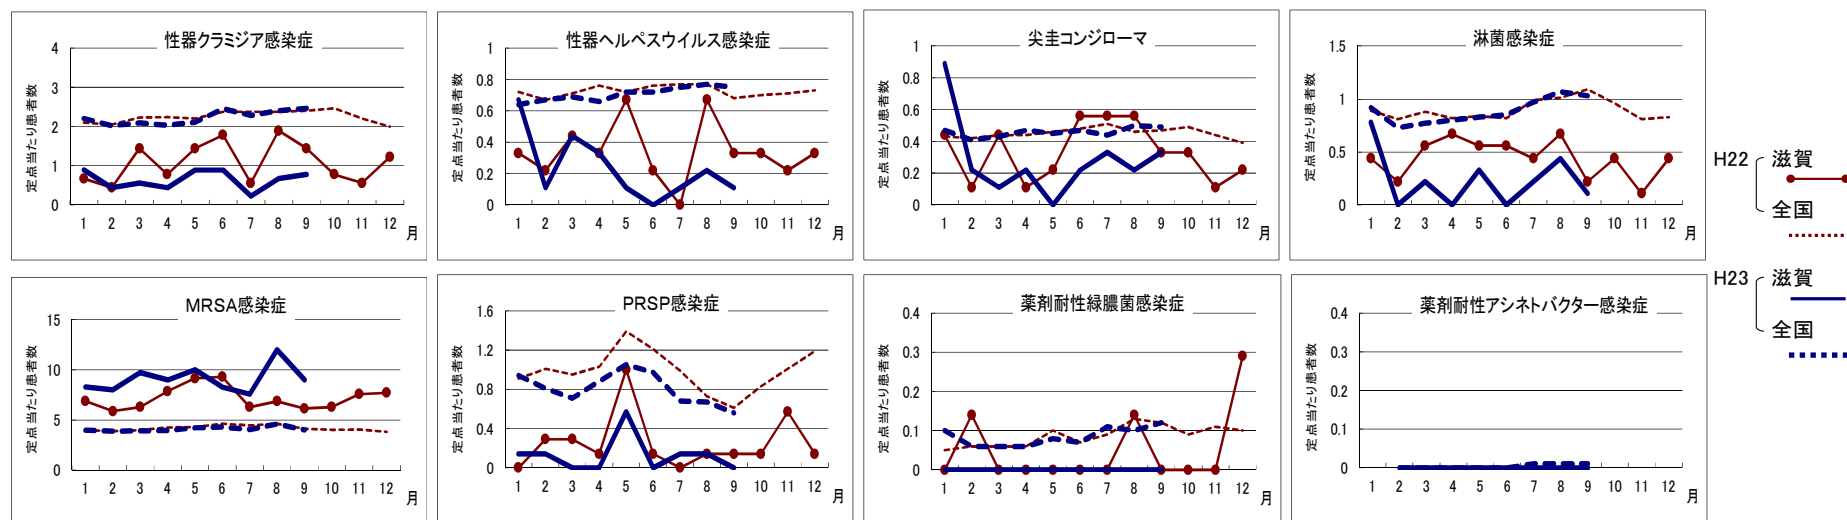 性器クラミジア感染症
定点当たり患者数
4
3
2
1
0
1 2 3 4 5 6 7 8 9 10 11 12
月
性器ヘルペスウイルス感染症
定点当たり患者数
1
0.8
0.6
0.4
0.2
0
1 2 3 4 5 6 7 8 9 10 11 12
月
尖圭コンジローマ
定点当たり患者数
1
0.8
0.6
0.4
0.2
0
1 2 3 4 5 6 7 8 9 10 11 12
月
淋菌感染症
定点当たり患者数
1.5
1
0.5
0
1 2 3 4 5 6 7 8 9 10 11 12
月
H22 滋賀
全国
H23 滋賀
全国
MRSA感染症
定点当たり患者数
15
10
5
0
1 2 3 4 5 6 7 8 9 10 11 12
月
PRSP感染症
定点当たり患者数
1.6
1.2
0.8
0.4
0
1 2 3 4 5 6 7 8 9 10 11 12
月
薬剤耐性緑膿菌感染症
定点当たり患者数
0.4
0.3
0.2
0.1
0
1 2 3 4 5 6 7 8 9 10 11 12
月
薬剤耐性アシネトバクター感染症
定点当たり患者数
0.4
0.3
0.2
0.1
0
1 2 3 4 5 6 7 8 9 10 11 12
月